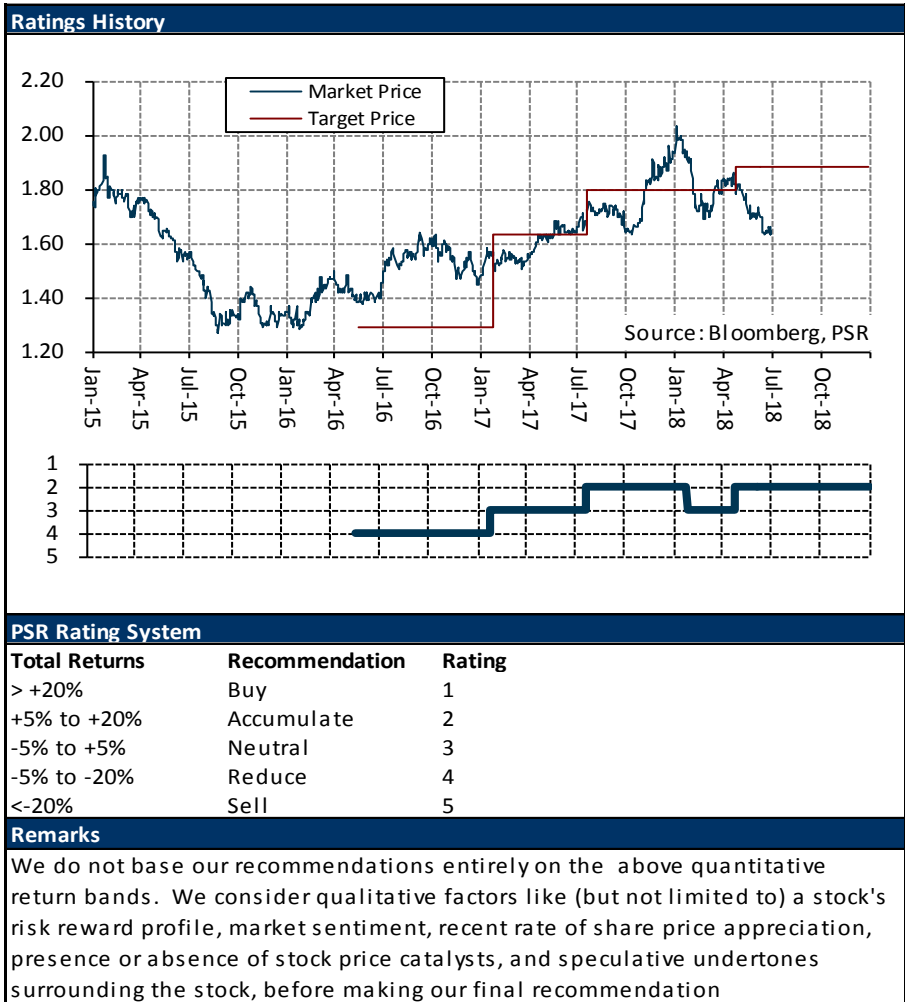 Ratings History
2.20
2.00
1.80
1.60
1.40
1.20
Market Price
Target Price
Source: Bloomberg, PSR
Jan-15
Apr-15
Jul-15
Oct-15
Jan-16
Apr-16
Jul-16
Oct-16
Jan-17
Apr-17
Jul-17
Oct-17
Jan-18
Apr-18
Jul-18
Oct-18
1
2
3
4
5
PSR Rating System
Total Returns Recommendation Rating
> +20% Buy 1
+5% to +20% Accumulate 2
-5% to +5% Neutral 3
-5% to -20% Reduce 4
<-20% Sell 5
Remarks
We do not base our recommendations entirely on the above quantitative
return bands. We consider qualitative factors like (but not limited to) a stock's
risk reward profile, market sentiment, recent rate of share price appreciation,
presence or absence of stock price catalysts, and speculative undertones
surrounding the stock, before making our final recommendation